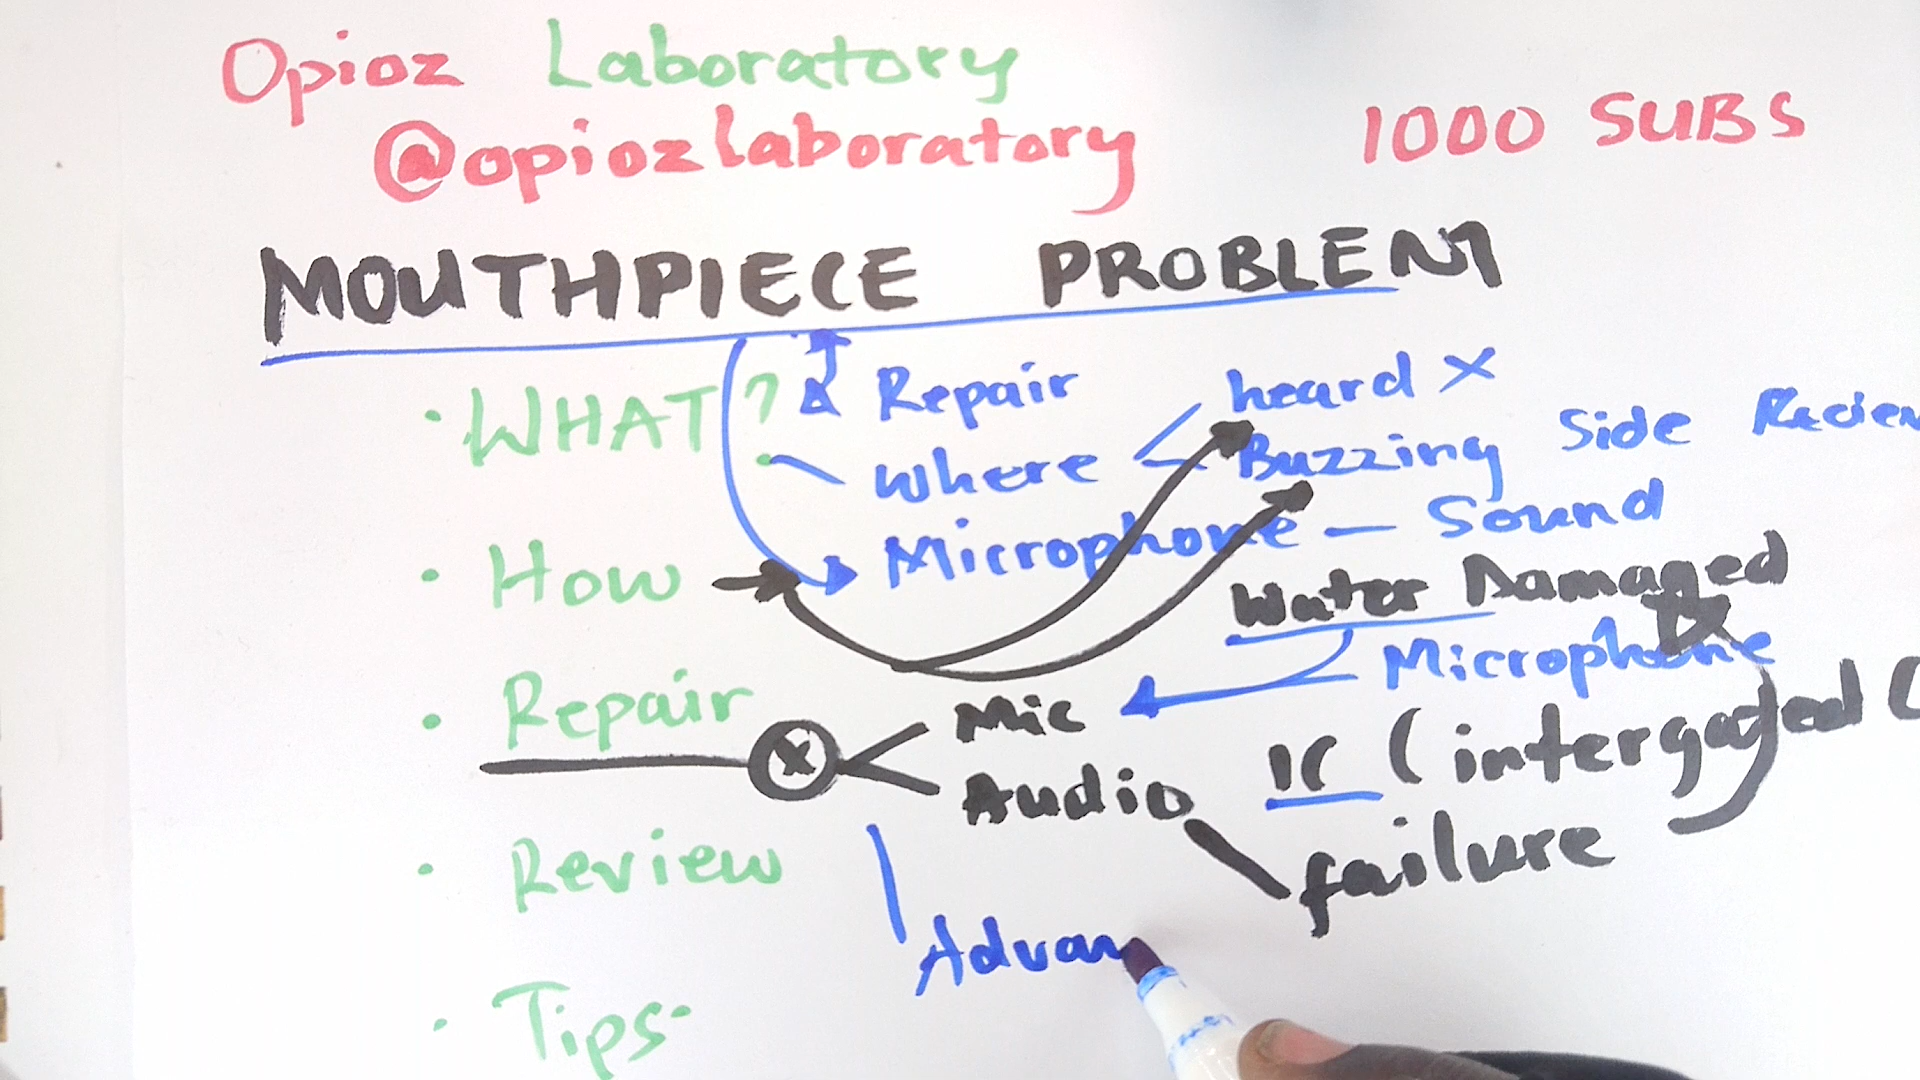 Opioz Laboratory
@opiozlaboratory
1000 SUBS
MOUTHPIECE PROBLEM
• WHAT?
& Repair
Where
heard X
Buzzing Side
Microphone — Sound
• How
Water Damaged
Microphone
• Repair
X
Mic
Audio
IC (intergated C
failure
• Review
Advan
• Tips